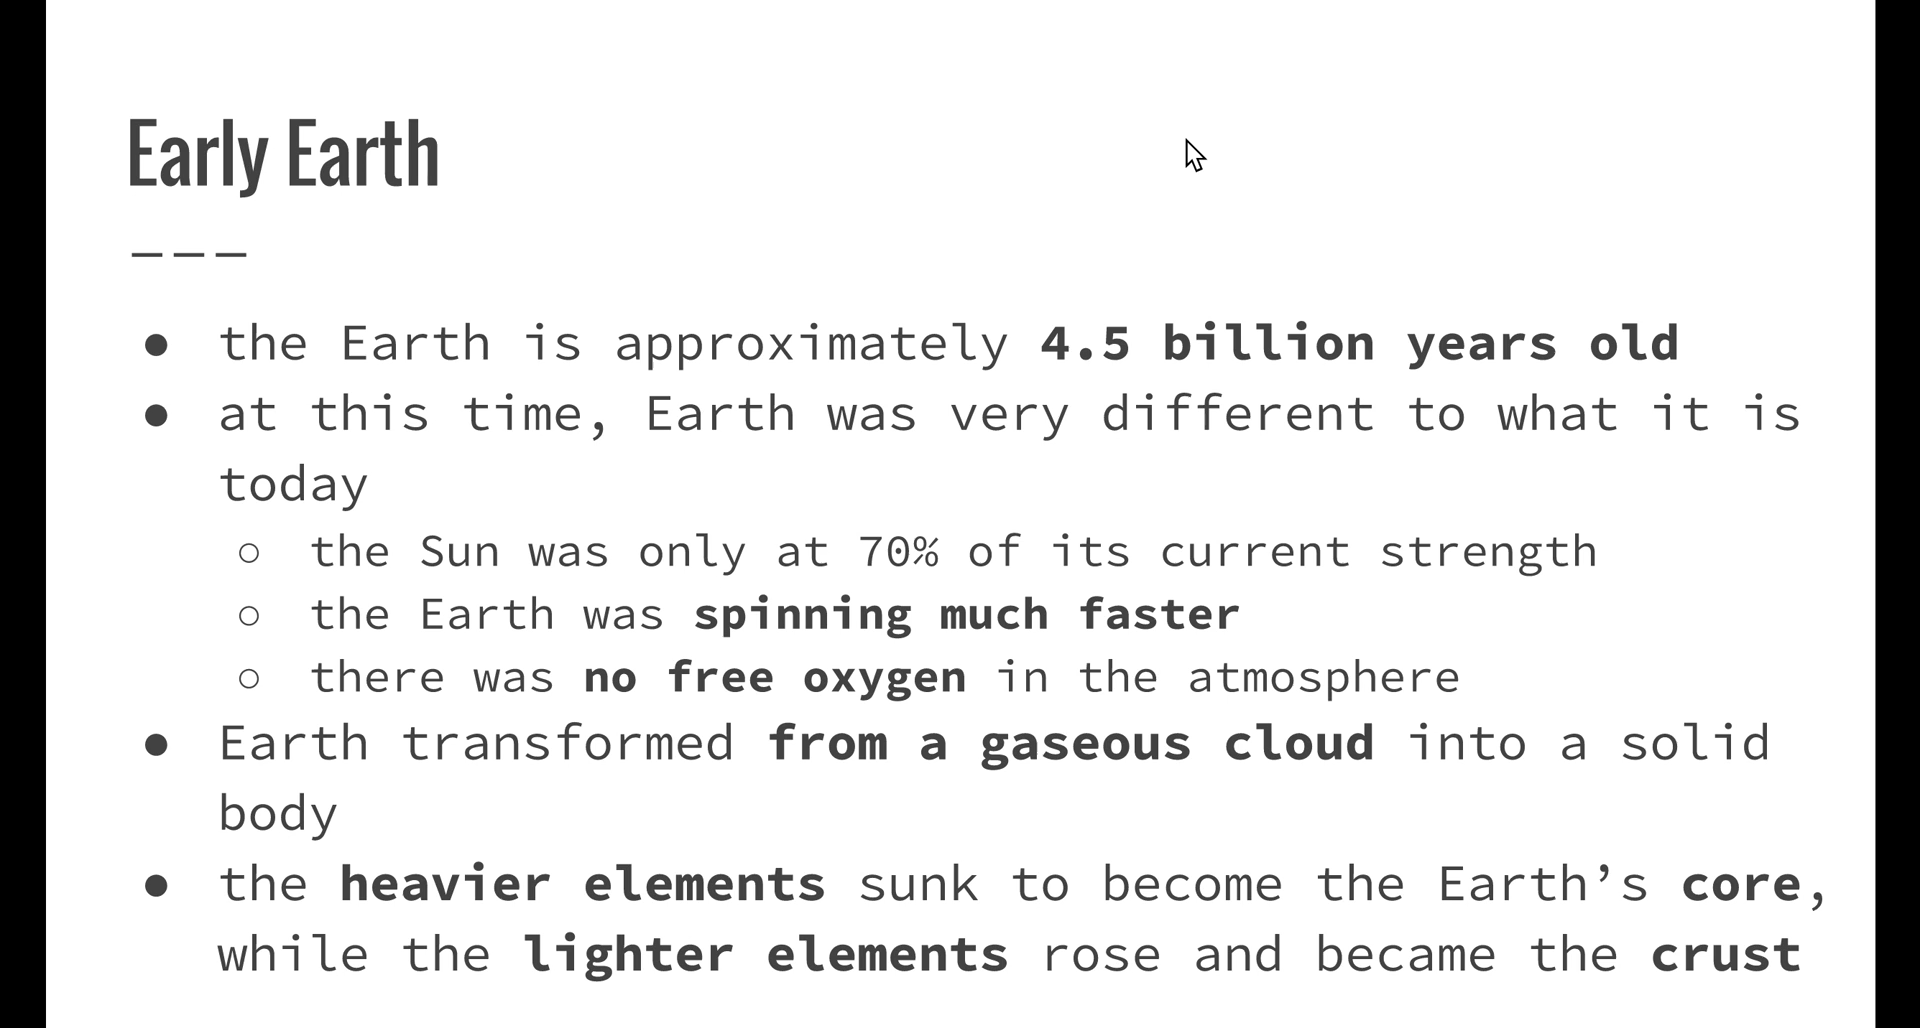 Early Earth
———
● the Earth is approximately 4.5 billion years old
● at this time, Earth was very different to what it is
today
○ the Sun was only at 70% of its current strength
○ the Earth was spinning much faster
○ there was no free oxygen in the atmosphere
● Earth transformed from a gaseous cloud into a solid
body
● the heavier elements sunk to become the Earth’s core,
while the lighter elements rose and became the crust